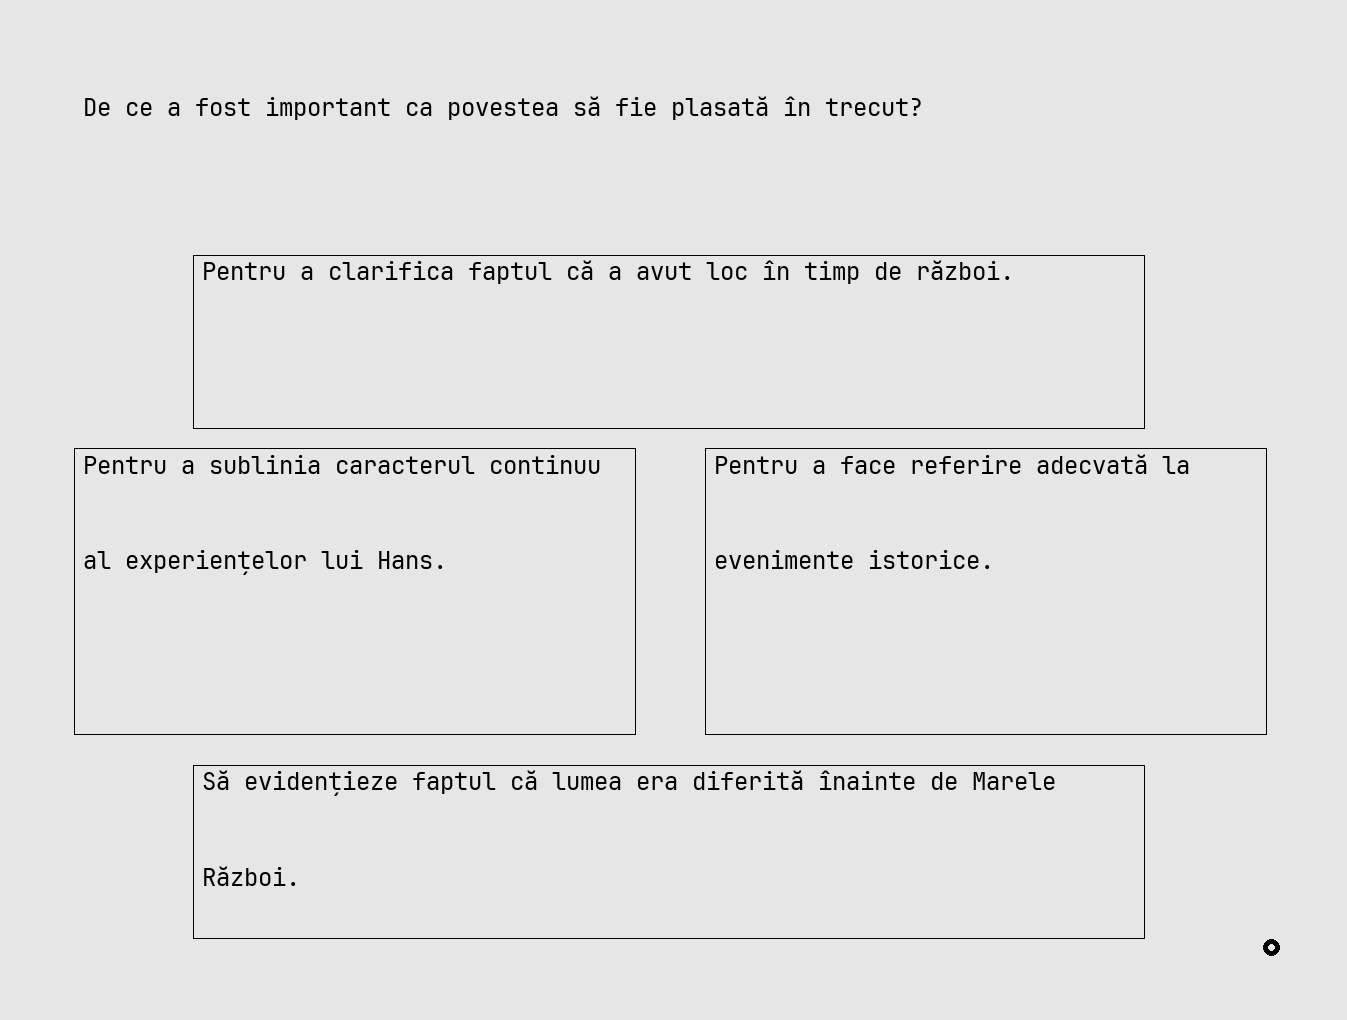 De ce a fost important ca povestea să fie plasată în trecut?
Pentru a clarifica faptul că a avut loc în timp de război.
Pentru a sublinia caracterul continuu
al experiențelor lui Hans.
Pentru a face referire adecvată la
evenimente istorice.
Să evidențieze faptul că lumea era diferită înainte de Marele
Război.